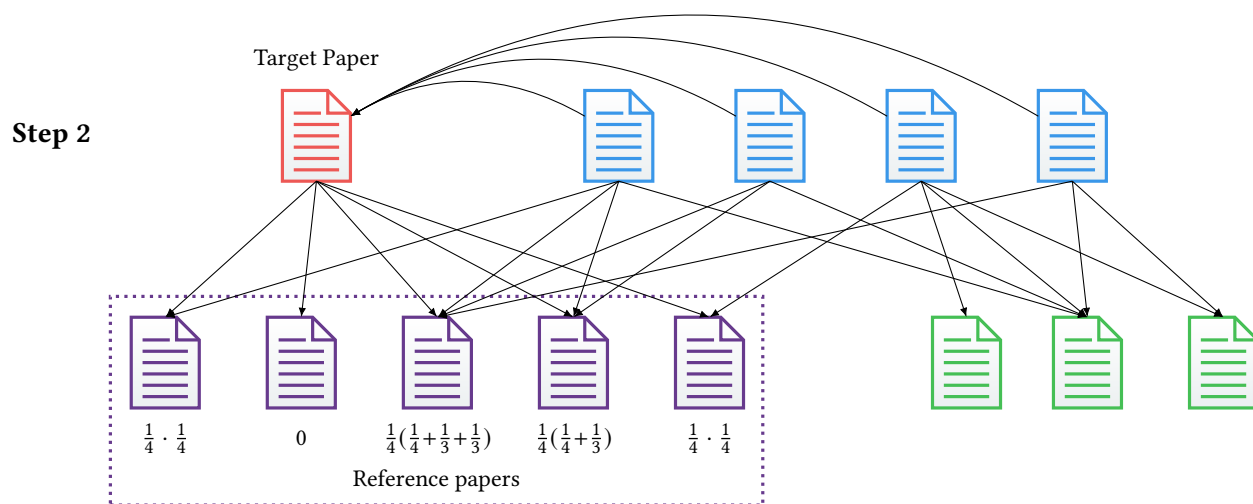 Target Paper
Step 2
1/4 · 1/4
0
1/4(1/4+1/3+1/3)
1/4(1/4+1/3)
1/4 · 1/4
Reference papers